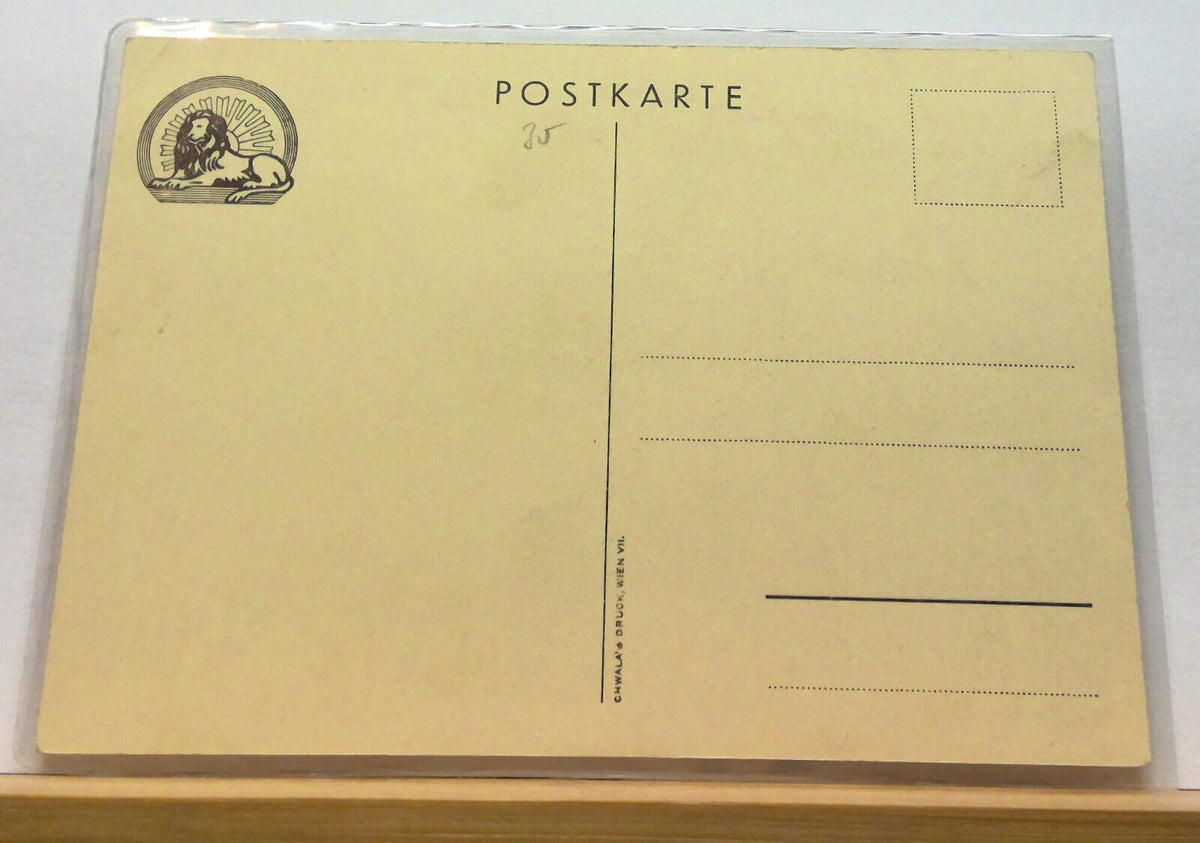 POSTKARTE
35
CHWALA'S DRUCK, WIEN VII.